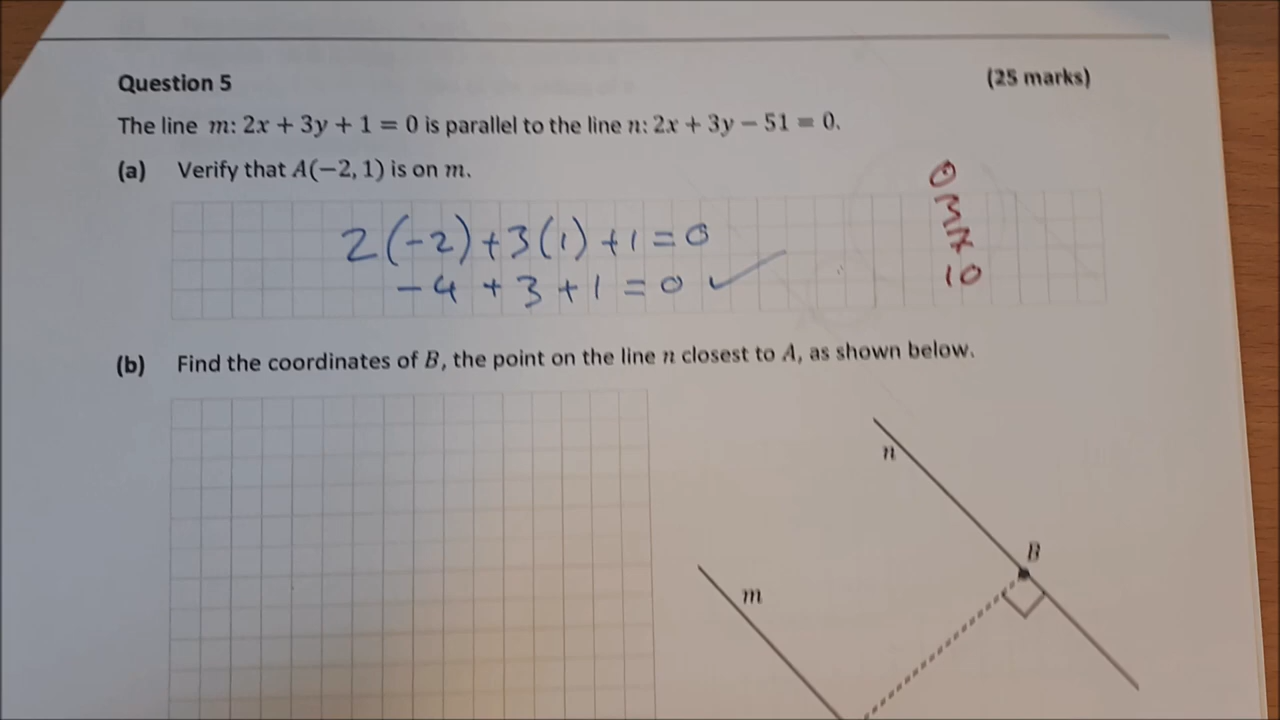 Question 5 (25 marks)
The line m: 2x + 3y + 1 = 0 is parallel to the line n: 2x + 3y − 51 = 0.
(a) Verify that A(−2, 1) is on m.
0
3
7
10
2(-2)+3(1)+1=0
-4 + 3 + 1 = 0 ✓
(b) Find the coordinates of B, the point on the line n closest to A, as shown below.
n
B
m